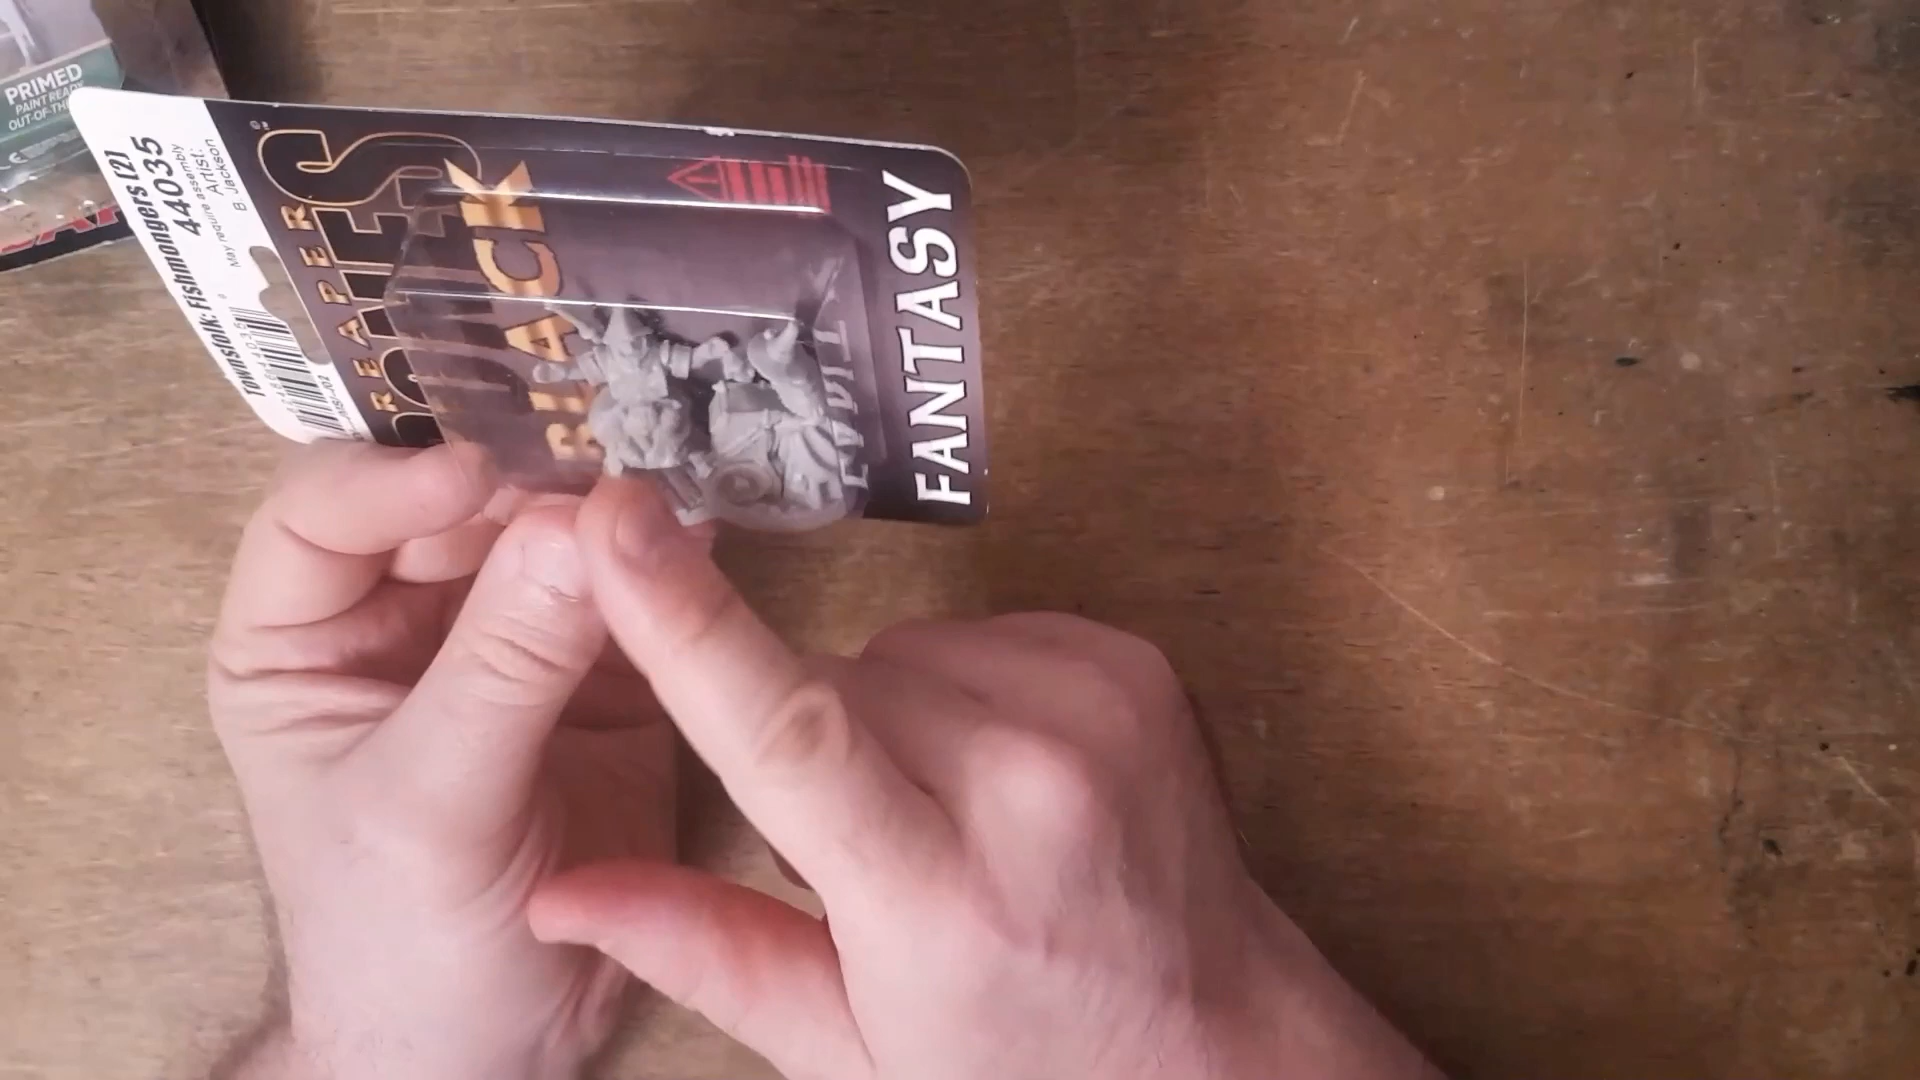 PRIMED
PAINT READY
OUT-OF-THE
Townsfolk: Fishmongers (2)
44035
May require assembly
Artist:
B. Jackson
REAPER
BONES
BLACK
FANTASY